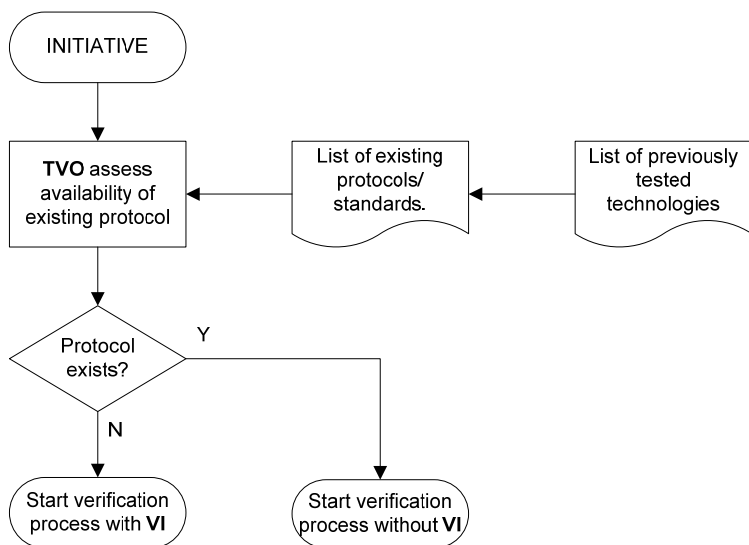 INITIATIVE
TVO assess
availability of
existing protocol
List of existing
protocols/
standards.
List of previously
tested
technologies
Protocol
exists?
Y
N
Start verification
process with VI
Start verification
process without VI